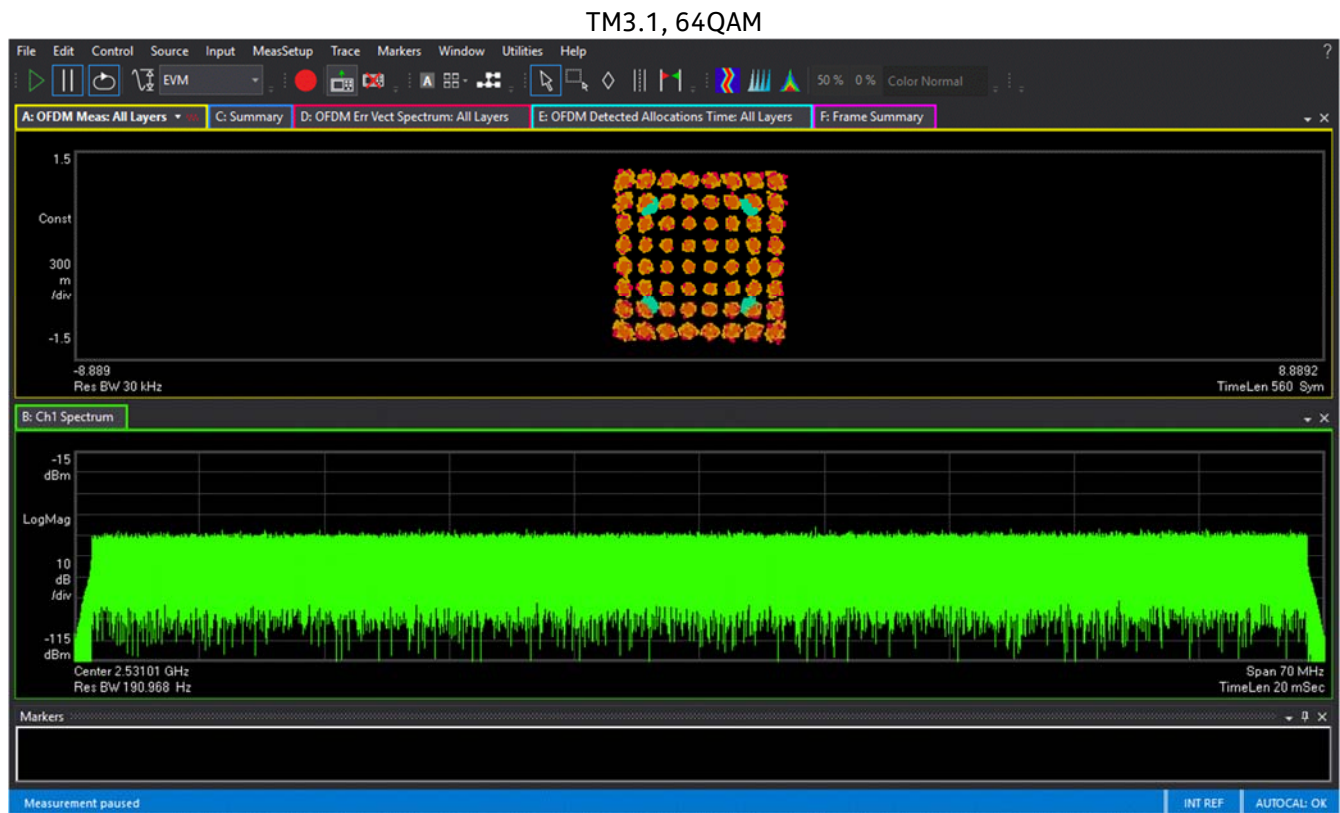 TM3.1, 64QAM
File Edit Control Source Input MeasSetup Trace Markers Window Utilities Help ?
EVM A 50 % 0 % Color Normal
A: OFDM Meas: All Layers C: Summary D: OFDM Err Vect Spectrum: All Layers E: OFDM Detected Allocations Time: All Layers F: Frame Summary
1.5
Const
300
m
/div
-1.5
-8.889 8.8892
Res BW 30 kHz TimeLen 560 Sym
B: Ch1 Spectrum
-15
dBm
LogMag
10
dB
/div
-115
dBm
Center 2.53101 GHz Span 70 MHz
Res BW 190.968 Hz TimeLen 20 mSec
Markers
Measurement paused INT REF AUTOCAL: OK